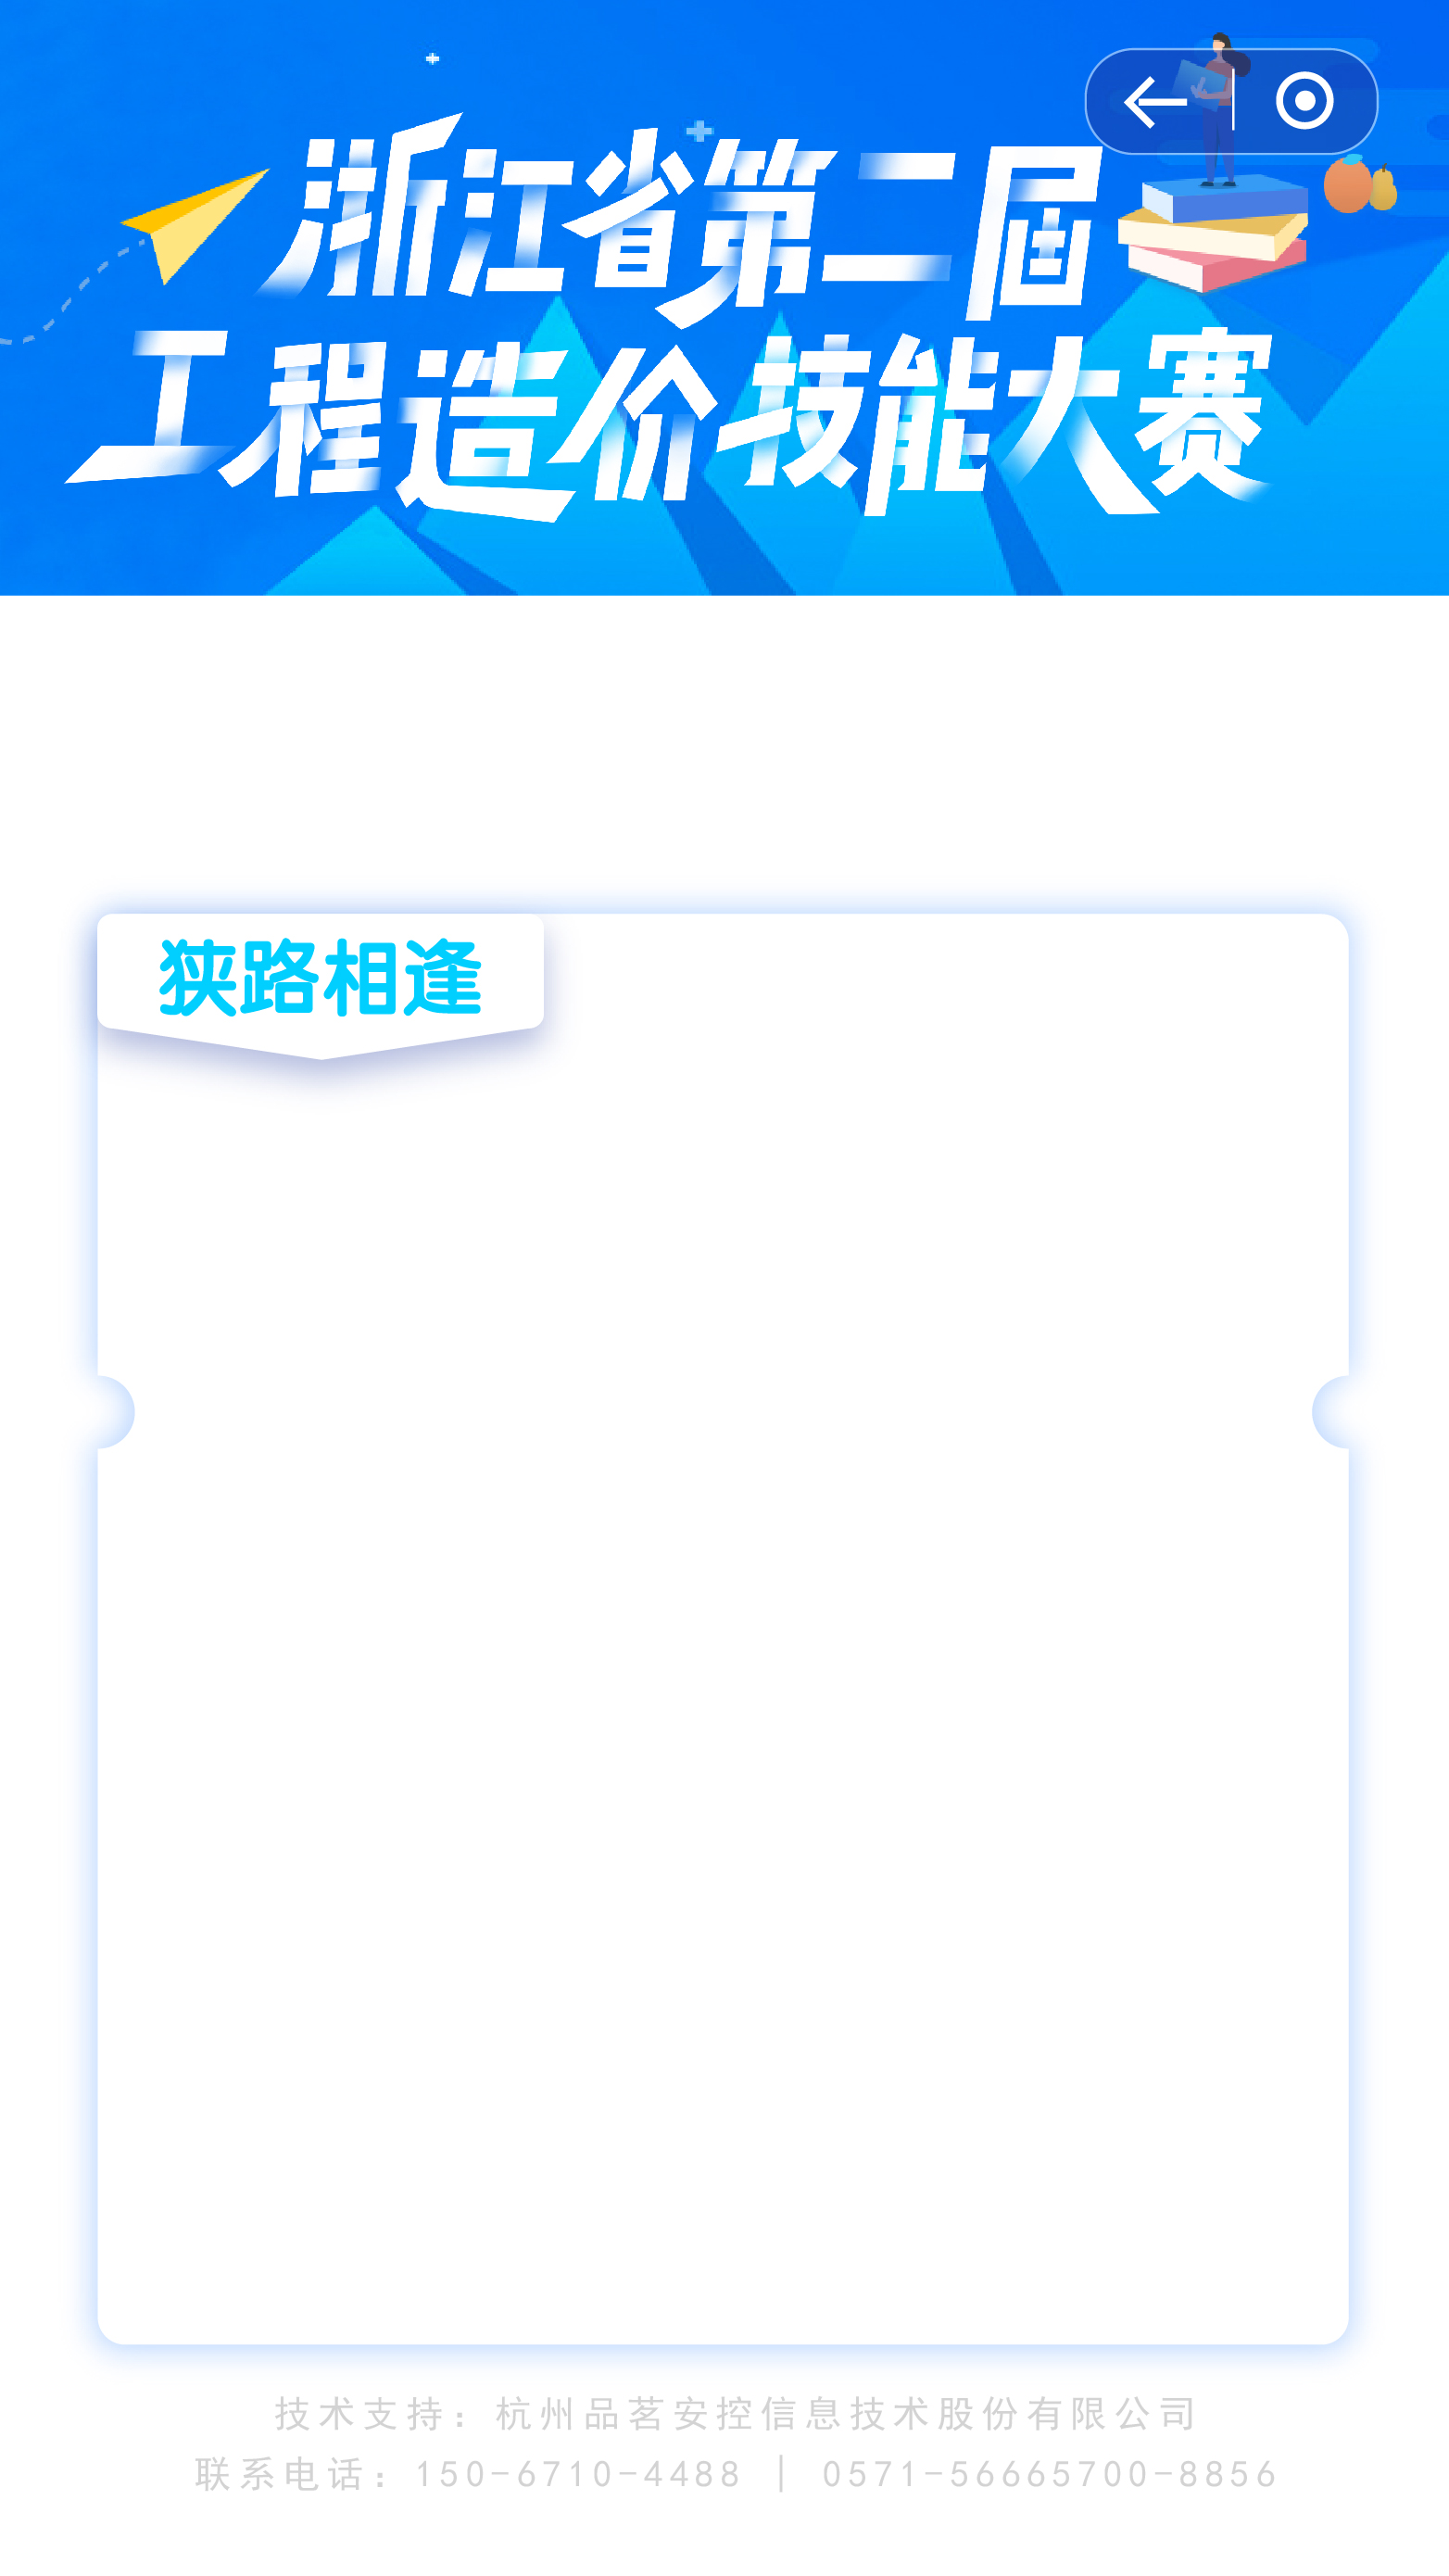 浙江省第二届
工程造价技能大赛
狭路相逢
技术支持：杭州品茗安控信息技术股份有限公司
联系电话：150-6710-4488 | 0571-56665700-8856